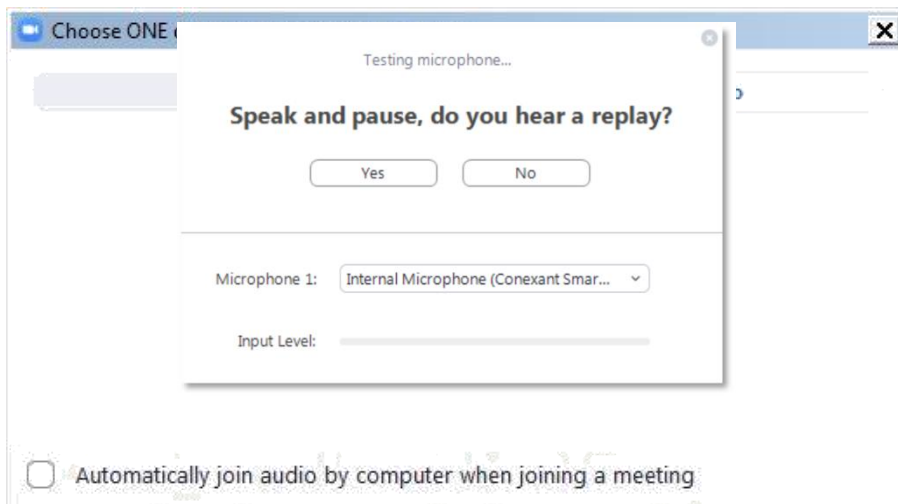 Choose ONE
Testing microphone...
Speak and pause, do you hear a replay?
Yes
No
Microphone 1:
Internal Microphone (Conexant Smar...
Input Level:
Automatically join audio by computer when joining a meeting